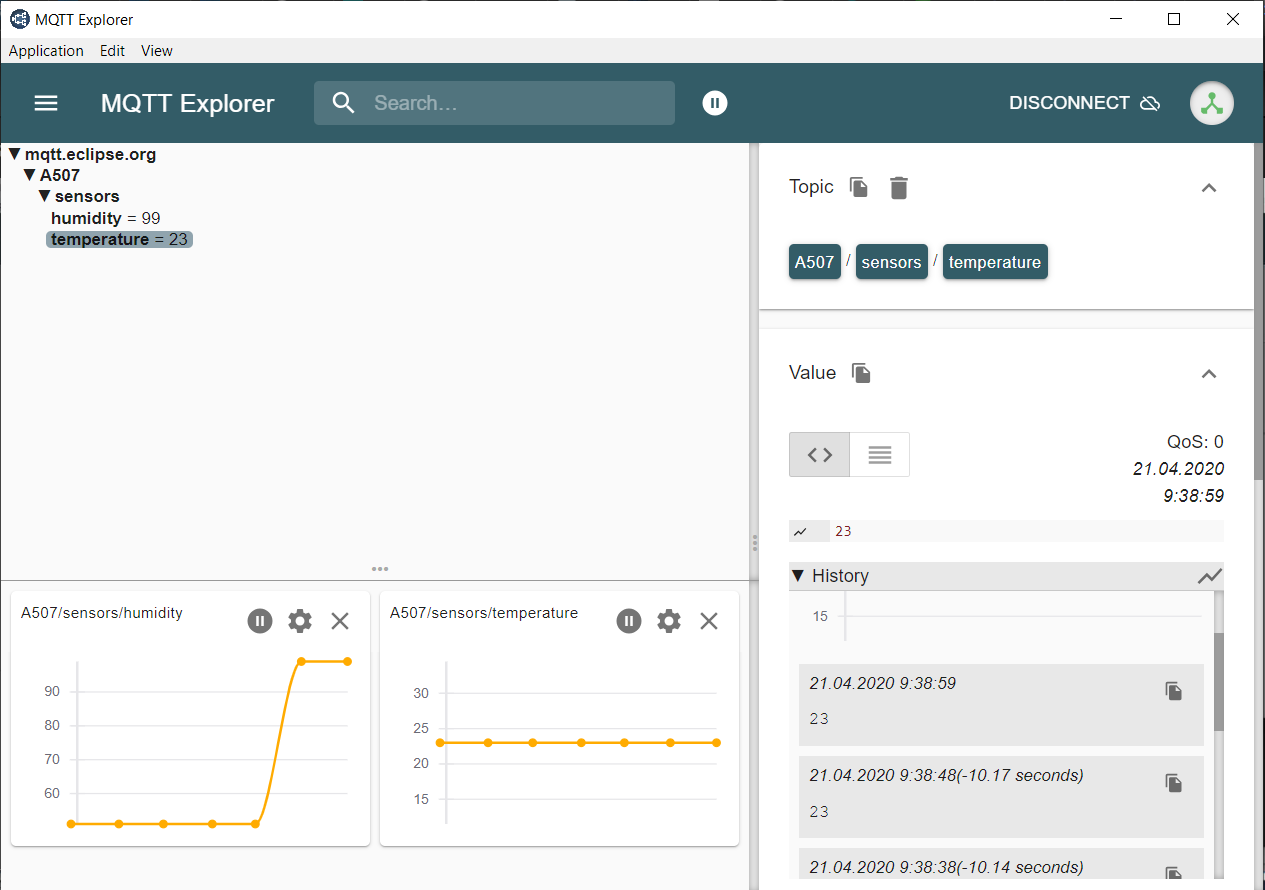 MQTT Explorer
Application Edit View
MQTT Explorer
Search...
DISCONNECT
▼ mqtt.eclipse.org
▼ A507
▼ sensors
humidity = 99
temperature = 23
Topic
A507 / sensors / temperature
Value
QoS: 0
21.04.2020
9:38:59
23
▼ History
15
21.04.2020 9:38:59
23
21.04.2020 9:38:48(-10.17 seconds)
23
21.04.2020 9:38:38(-10.14 seconds)
A507/sensors/humidity
90
80
70
60
A507/sensors/temperature
30
25
20
15